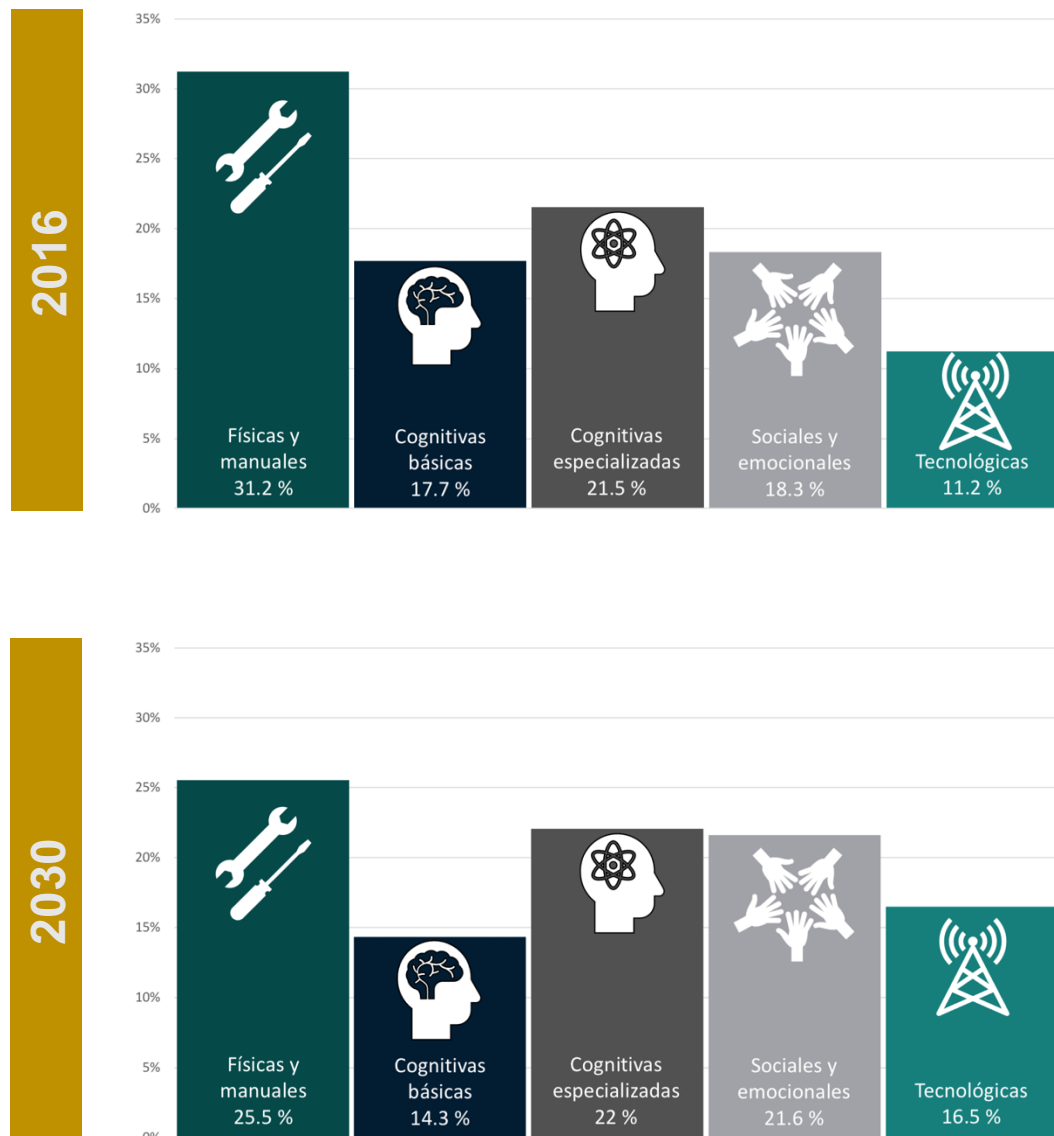 2016
35%
30%
25%
20%
15%
10%
5%
0%
Físicas y
manuales
31.2 %
Cognitivas
básicas
17.7 %
Cognitivas
especializadas
21.5 %
Sociales y
emocionales
18.3 %
Tecnológicas
11.2 %
2030
35%
30%
25%
20%
15%
10%
5%
0%
Físicas y
manuales
25.5 %
Cognitivas
básicas
14.3 %
Cognitivas
especializadas
22 %
Sociales y
emocionales
21.6 %
Tecnológicas
16.5 %